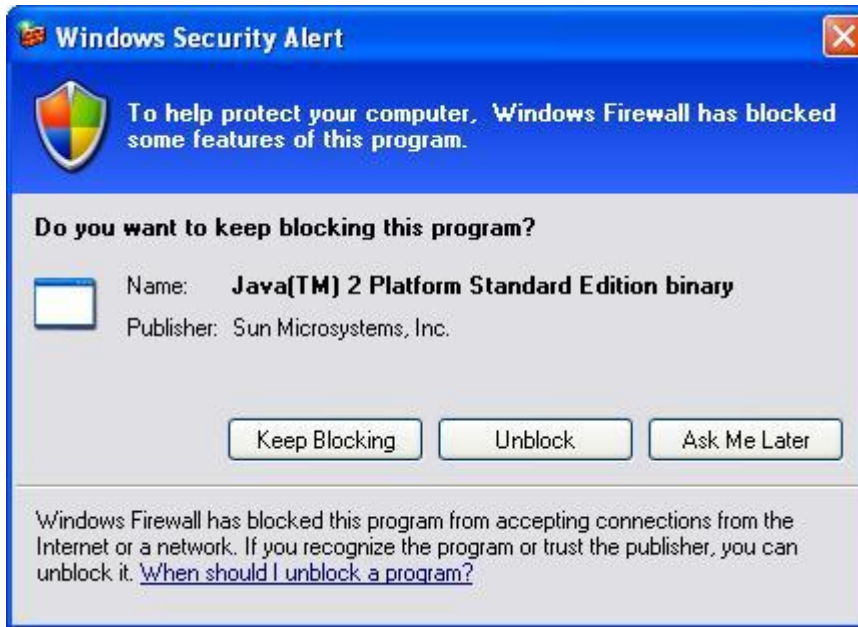 Windows Security Alert
To help protect your computer, Windows Firewall has blocked
some features of this program.
Do you want to keep blocking this program?
Name: Java(TM) 2 Platform Standard Edition binary
Publisher: Sun Microsystems, Inc.
Keep Blocking Unblock Ask Me Later
Windows Firewall has blocked this program from accepting connections from the
Internet or a network. If you recognize the program or trust the publisher, you can
unblock it. When should I unblock a program?